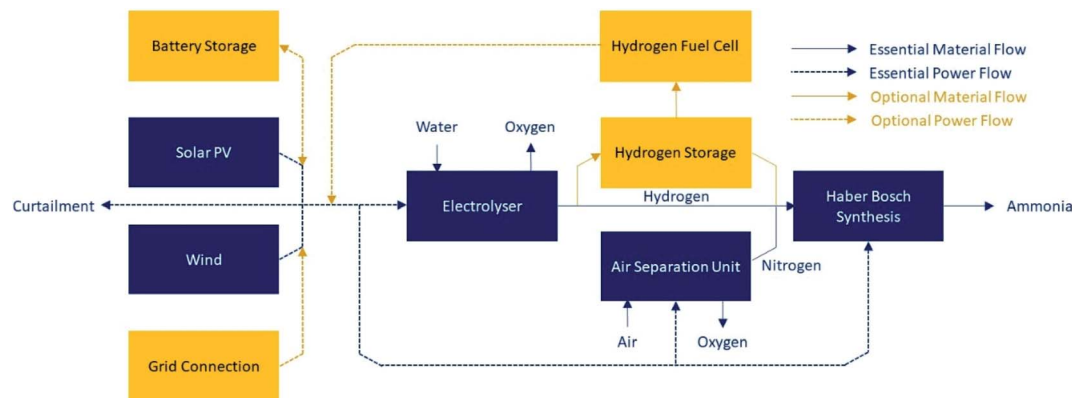 Battery Storage
Hydrogen Fuel Cell
Essential Material Flow
Essential Power Flow
Optional Material Flow
Optional Power Flow
Water
Oxygen
Solar PV
Hydrogen Storage
Curtailment
Electrolyser
Hydrogen
Haber Bosch
Synthesis
Ammonia
Wind
Air Separation Unit
Nitrogen
Air
Oxygen
Grid Connection